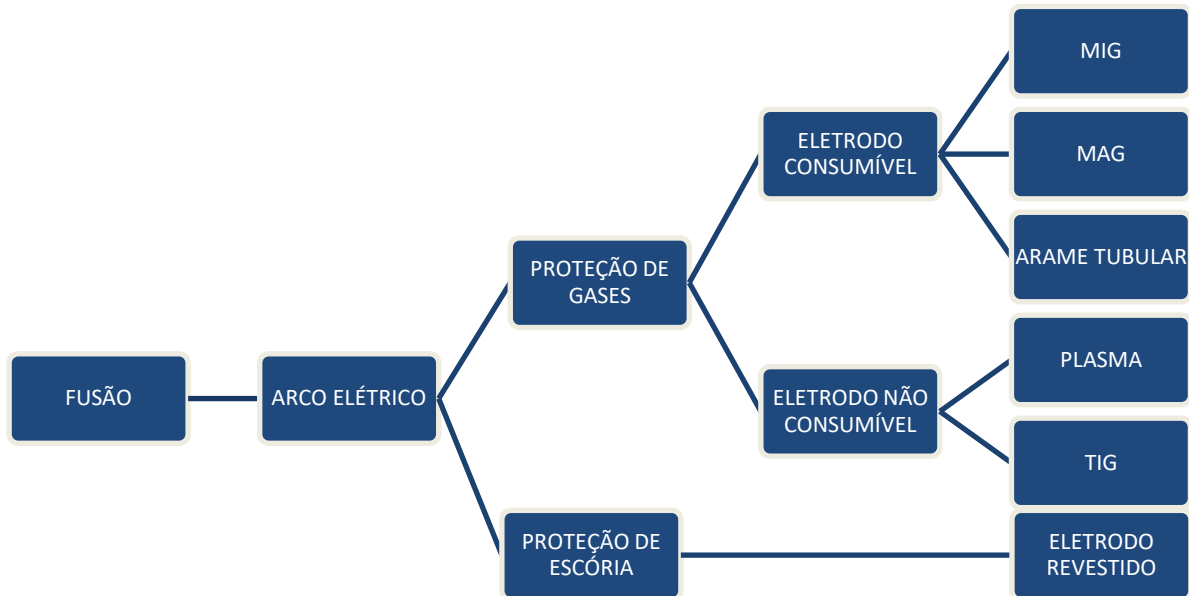 FUSÃO
ARCO ELÉTRICO
PROTEÇÃO DE
GASES
ELETRODO
CONSUMÍVEL
MIG
MAG
ARAME TUBULAR
ELETRODO NÃO
CONSUMÍVEL
PLASMA
TIG
PROTEÇÃO DE
ESCÓRIA
ELETRODO
REVESTIDO